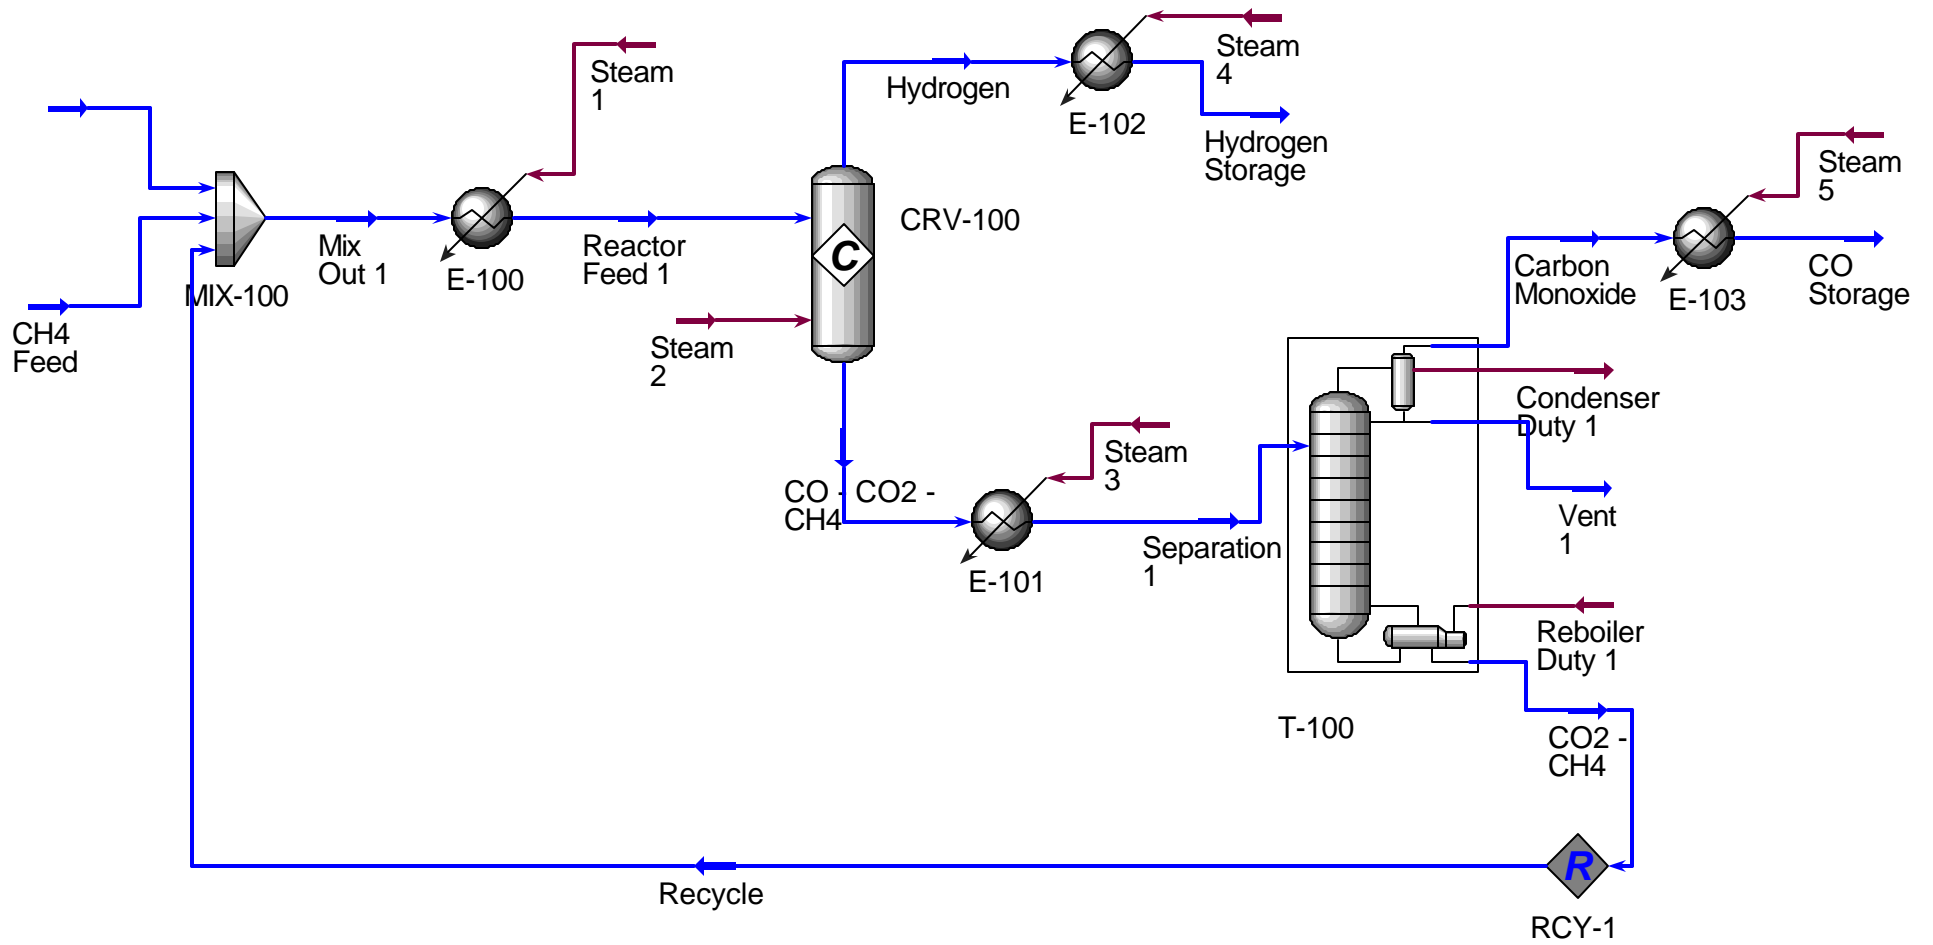 Steam
1
Steam
4
Hydrogen
E-102
Hydrogen
Storage
Steam
5
CRV-100
C
Mix
Out 1
E-100
Reactor
Feed 1
Carbon
Monoxide
E-103
CO
Storage
MIX-100
CH4
Feed
Steam
2
Condenser
Duty 1
Steam
3
CO - CO2 -
CH4
E-101
Separation
1
Vent
1
Reboiler
Duty 1
T-100
CO2 -
CH4
R
Recycle
RCY-1